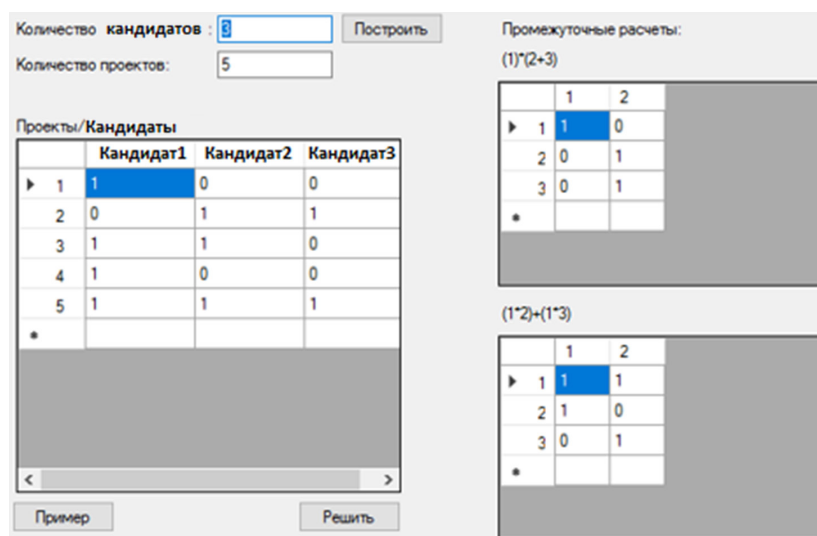 Количество кандидатов : 3 Построить
Количество проектов: 5
Проекты/Кандидаты
Кандидат1 Кандидат2 Кандидат3
1 1 0 0
2 0 1 1
3 1 1 0
4 1 0 0
5 1 1 1
*
< >
Пример Решить
Промежуточные расчеты:
(1)*(2+3)
1 2
1 1 0
2 0 1
3 0 1
*
(1*2)+(1*3)
1 2
1 1 1
2 1 0
3 0 1
*